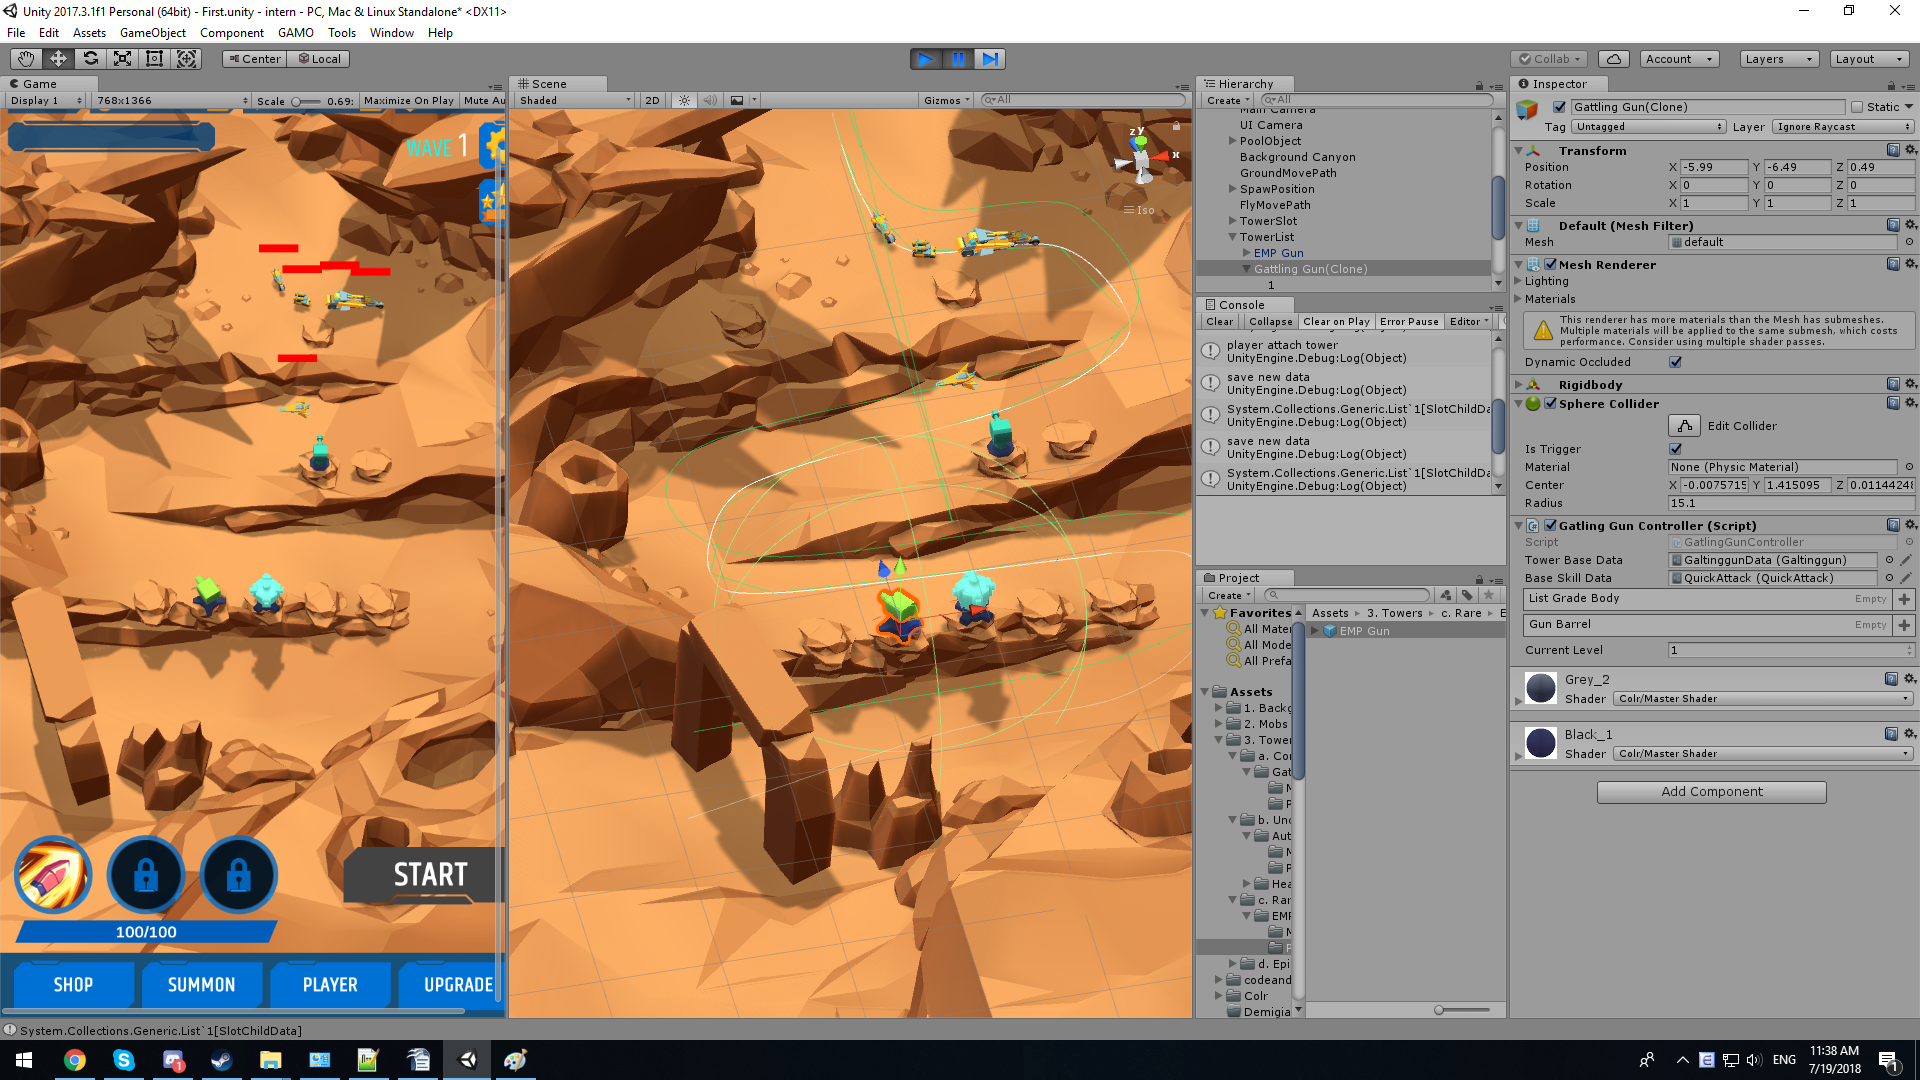 Unity 2017.3.1f1 Personal (64bit) - First.unity - intern - PC, Mac & Linux Standalone* <DX11>
File Edit Assets GameObject Component GAMO Tools Window Help
Center Local Collab Account Layers Layout
Game
Display 1 768x1366 Scale 0.69: Maximize On Play Mute Au
WAVE 1
START
100/100
SHOP SUMMON PLAYER UPGRADE
Scene
Shaded 2D Gizmos All
y
z
x
Iso
Hierarchy
Create All
Main Camera
UI Camera
PoolObject
Background Canyon
GroundMovePath
SpawPosition
FlyMovePath
TowerSlot
TowerList
EMP Gun
Gattling Gun(Clone)
1
Console
Clear Collapse Clear on Play Error Pause Editor
UnityEngine.Debug:Log(Object)
player attach tower
UnityEngine.Debug:Log(Object)
save new data
UnityEngine.Debug:Log(Object)
System.Collections.Generic.List`1[SlotChildDa
UnityEngine.Debug:Log(Object)
save new data
UnityEngine.Debug:Log(Object)
System.Collections.Generic.List`1[SlotChildDa
UnityEngine.Debug:Log(Object)
Project
Create
Favorites
All Mater
All Mode
All Prefa
Assets
1. Backg
2. Mobs
3. Towe
a. Co
Gat
M
P
b. Unc
Aut
M
P
Hea
c. Rar
EMP
M
P
d. Epi
codeand
Colr
Demigia
Assets 3. Towers c. Rare E
EMP Gun
Inspector
Gattling Gun(Clone) Static
Tag Untagged Layer Ignore Raycast
Transform
Position X -5.99 Y -6.49 Z 0.49
Rotation X 0 Y 0 Z 0
Scale X 1 Y 1 Z 1
Default (Mesh Filter)
Mesh default
Mesh Renderer
Lighting
Materials
This renderer has more materials than the Mesh has submeshes.
Multiple materials will be applied to the same submesh, which costs
performance. Consider using multiple shader passes.
Dynamic Occluded
Rigidbody
Sphere Collider
Edit Collider
Is Trigger
Material None (Physic Material)
Center X -0.0075715 Y 1.415095 Z 0.01144248
Radius 15.1
Gatling Gun Controller (Script)
Script GatlingGunController
Tower Base Data GaltinggunData (Galtinggun)
Base Skill Data QuickAttack (QuickAttack)
List Grade Body Empty
Gun Barrel Empty
Current Level 1
Grey_2
Shader Colr/Master Shader
Black_1
Shader Colr/Master Shader
Add Component
System.Collections.Generic.List`1[SlotChildData]
ENG
11:38 AM
7/19/2018
1
1